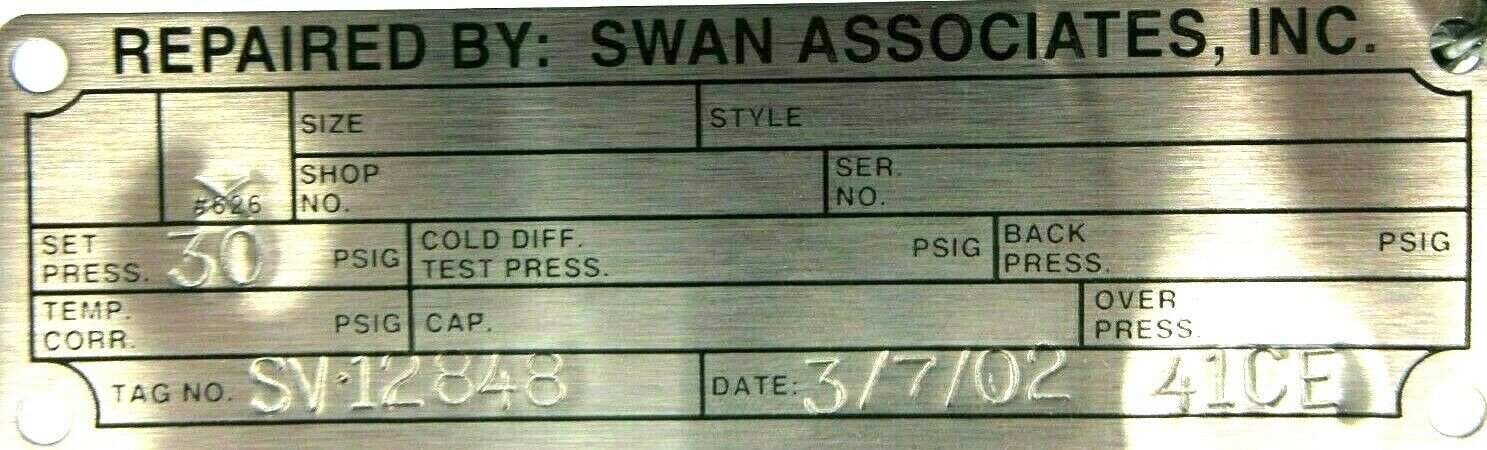 REPAIRED BY: SWAN ASSOCIATES, INC.
SIZE STYLE
SHOP NO. SER. NO.
#626
SET PRESS. 30 PSIG COLD DIFF. TEST PRESS. PSIG BACK PRESS. PSIG
TEMP. CORR. PSIG CAP. OVER PRESS.
TAG NO. SV-12848 DATE: 3/7/02 41CE